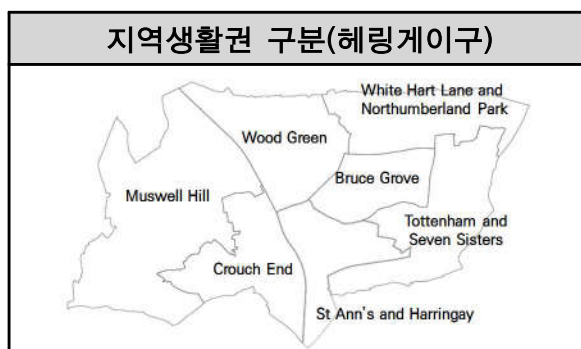 지역생활권 구분(헤링게이구)
White Hart Lane and
Northumberland Park
Wood Green
Bruce Grove
Muswell Hill
Tottenham and
Seven Sisters
Crouch End
St Ann's and Harringay